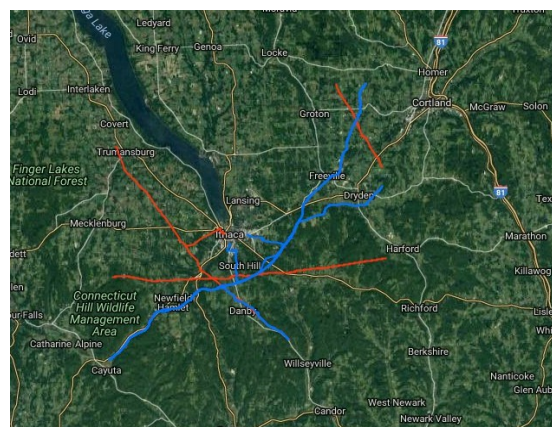 Ledyard
Ovid
King Ferry
Genoa
Locke
81
Homer
Lodi
Interlaken
Cortland
McGraw
Solon
Groton
Covert
Trumansburg
Finger Lakes
National Forest
Freeville
Dryden
81
Lansing
Mecklenburg
Ithaca
Marathon
Harford
South Hill
Killawog
Connecticut
Hill Wildlife
Management
Area
Newfield
Hamlet
Danby
Richford
Catharine
Alpine
Cayuta
Willseyville
Berkshire
Nanticoke
West Newark
Candor
Newark Valley